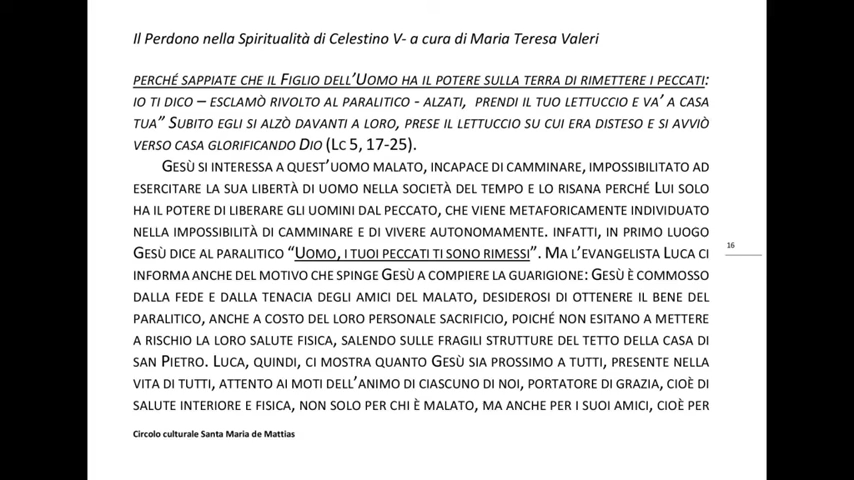 Il Perdono nella Spiritualità di Celestino V- a cura di Maria Teresa Valeri
PERCHÉ SAPPIATE CHE IL FIGLIO DELL'UOMO HA IL POTERE SULLA TERRA DI RIMETTERE I PECCATI:
IO TI DICO – ESCLAMÒ RIVOLTO AL PARALITICO - ALZATI, PRENDI IL TUO LETTUCCIO E VA' A CASA
TUA" SUBITO EGLI SI ALZÒ DAVANTI A LORO, PRESE IL LETTUCCIO SU CUI ERA DISTESO E SI AVVIÒ
VERSO CASA GLORIFICANDO DIO (LC 5, 17-25).
GESÙ SI INTERESSA A QUEST'UOMO MALATO, INCAPACE DI CAMMINARE, IMPOSSIBILITATO AD
ESERCITARE LA SUA LIBERTÀ DI UOMO NELLA SOCIETÀ DEL TEMPO E LO RISANA PERCHÉ LUI SOLO
HA IL POTERE DI LIBERARE GLI UOMINI DAL PECCATO, CHE VIENE METAFORICAMENTE INDIVIDUATO
NELLA IMPOSSIBILITÀ DI CAMMINARE E DI VIVERE AUTONOMAMENTE. INFATTI, IN PRIMO LUOGO
GESÙ DICE AL PARALITICO "UOMO, I TUOI PECCATI TI SONO RIMESSI". MA L'EVANGELISTA LUCA CI
INFORMA ANCHE DEL MOTIVO CHE SPINGE GESÙ A COMPIERE LA GUARIGIONE: GESÙ È COMMOSSO
DALLA FEDE E DALLA TENACIA DEGLI AMICI DEL MALATO, DESIDEROSI DI OTTENERE IL BENE DEL
PARALITICO, ANCHE A COSTO DEL LORO PERSONALE SACRIFICIO, POICHÉ NON ESITANO A METTERE
A RISCHIO LA LORO SALUTE FISICA, SALENDO SULLE FRAGILI STRUTTURE DEL TETTO DELLA CASA DI
SAN PIETRO. LUCA, QUINDI, CI MOSTRA QUANTO GESÙ SIA PROSSIMO A TUTTI, PRESENTE NELLA
VITA DI TUTTI, ATTENTO AI MOTI DELL'ANIMO DI CIASCUNO DI NOI, PORTATORE DI GRAZIA, CIOÈ DI
SALUTE INTERIORE E FISICA, NON SOLO PER CHI È MALATO, MA ANCHE PER I SUOI AMICI, CIOÈ PER
16
Circolo culturale Santa Maria de Mattias